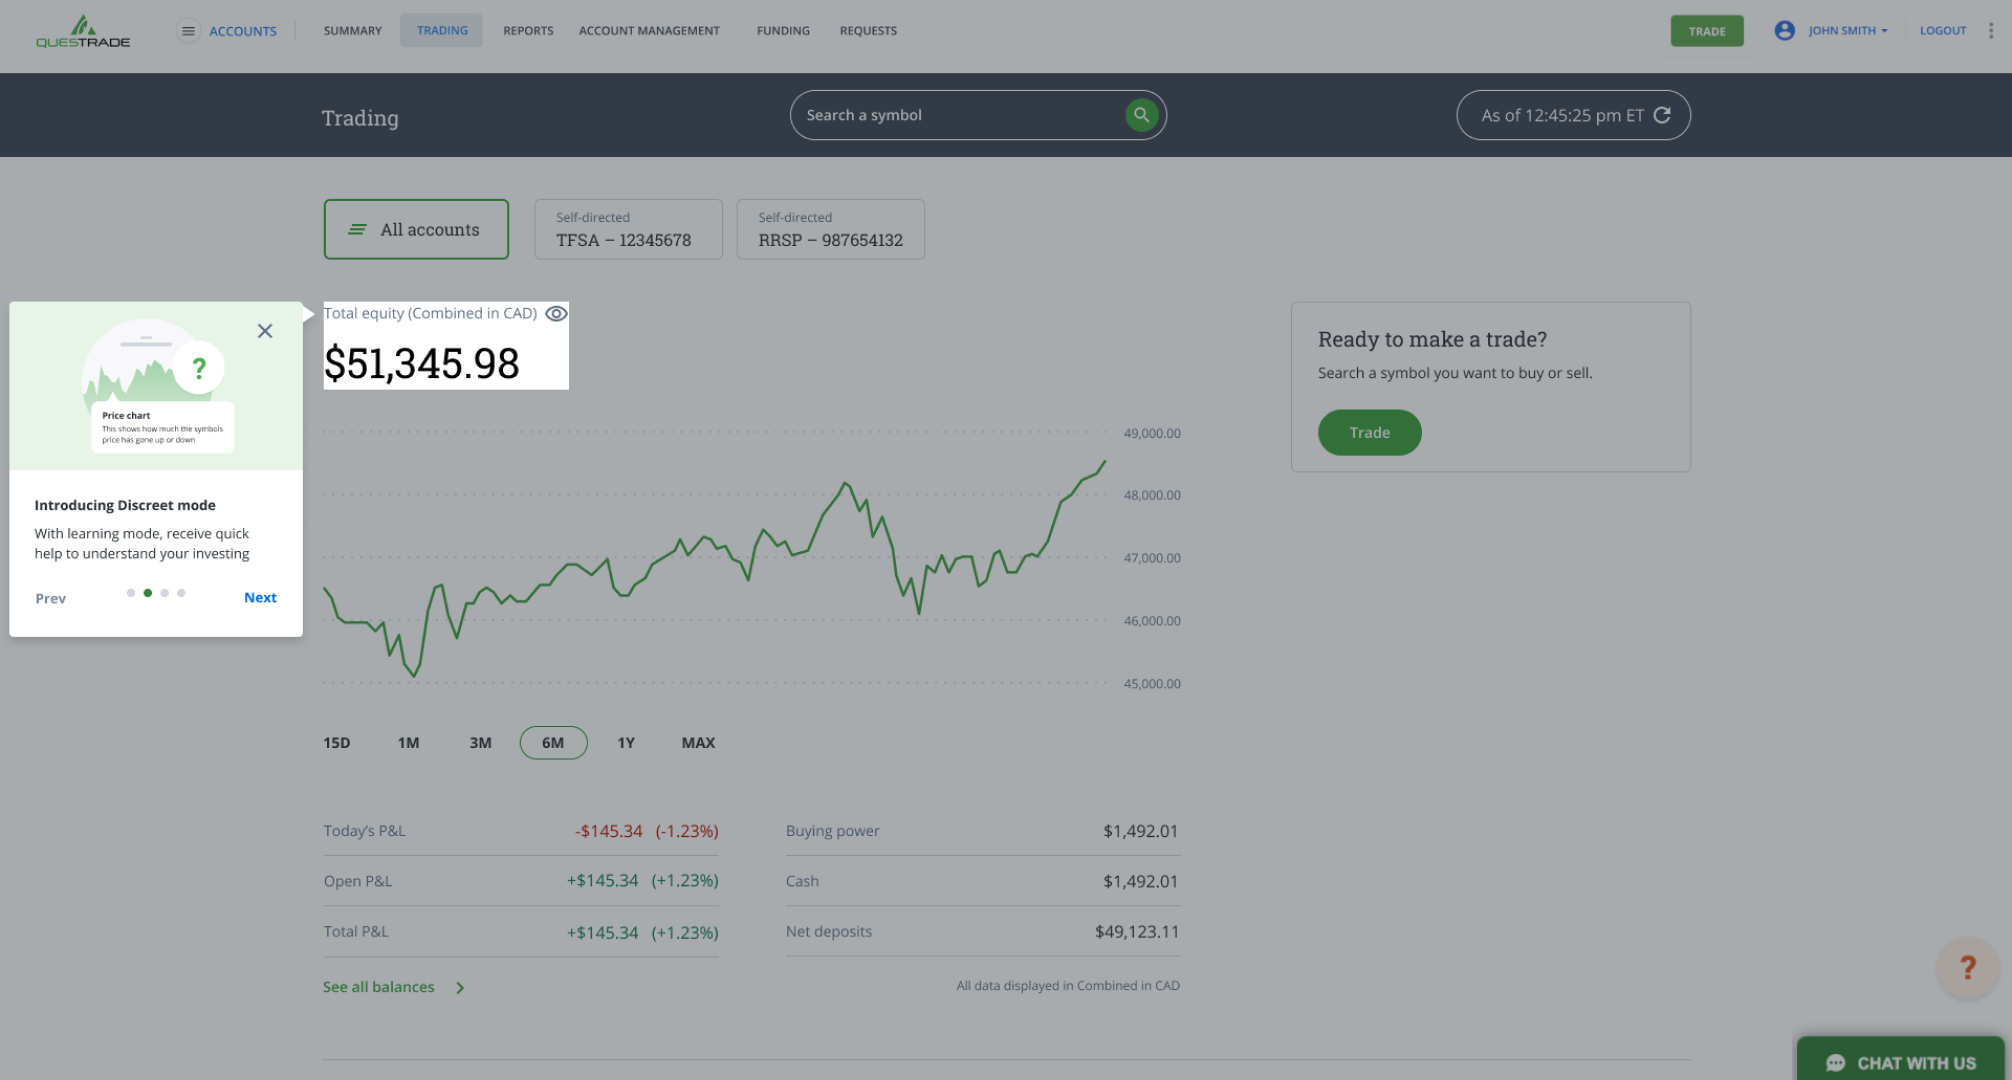 QUESTRADE
ACCOUNTS
SUMMARY
TRADING
REPORTS
ACCOUNT MANAGEMENT
FUNDING
REQUESTS
TRADE
JOHN SMITH
LOGOUT
Trading
Search a symbol
As of 12:45:25 pm ET
All accounts
Self-directed
TFSA – 12345678
Self-directed
RRSP – 987654132
Total equity (Combined in CAD)
$51,345.98
?
Price chart
This shows how much the symbols
price has gone up or down
Introducing Discreet mode
With learning mode, receive quick
help to understand your investing
Prev
Next
Ready to make a trade?
Search a symbol you want to buy or sell.
Trade
49,000.00
48,000.00
47,000.00
46,000.00
45,000.00
15D
1M
3M
6M
1Y
MAX
Today's P&L
-$145.34 (-1.23%)
Open P&L
+$145.34 (+1.23%)
Total P&L
+$145.34 (+1.23%)
See all balances
Buying power
$1,492.01
Cash
$1,492.01
Net deposits
$49,123.11
All data displayed in Combined in CAD
?
CHAT WITH US